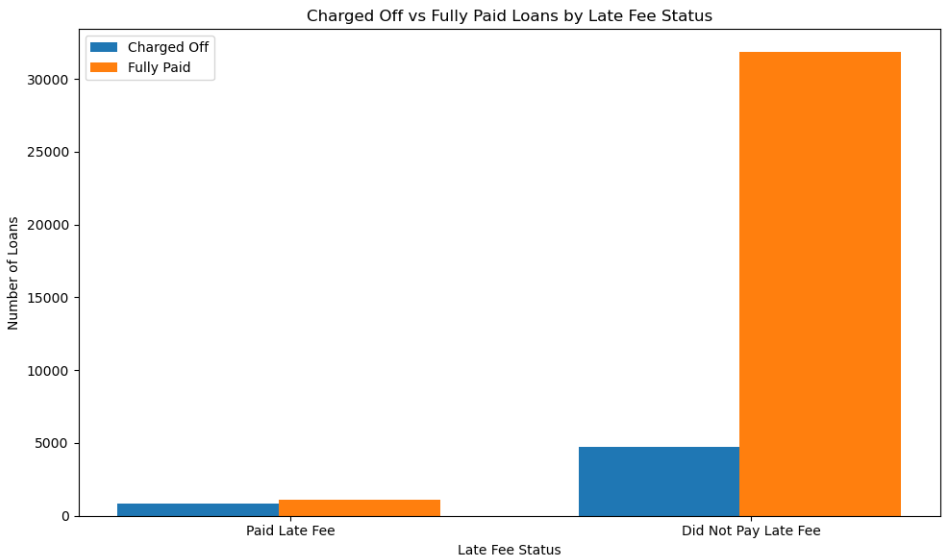 Charged Off vs Fully Paid Loans by Late Fee Status
Charged Off
Fully Paid
30000
25000
20000
15000
10000
5000
0
Number of Loans
Paid Late Fee
Did Not Pay Late Fee
Late Fee Status